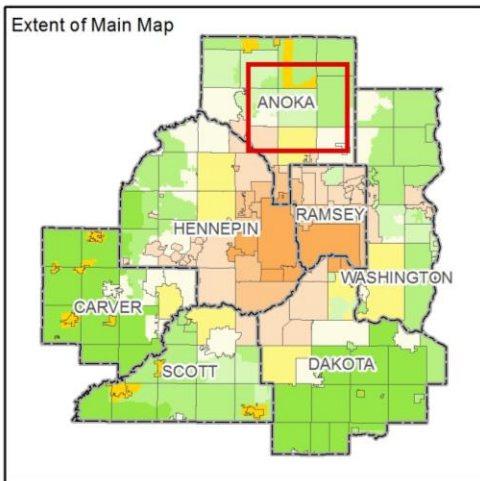 Extent of Main Map
ANOKA
HENNEPIN
RAMSEY
WASHINGTON
CARVER
SCOTT
DAKOTA